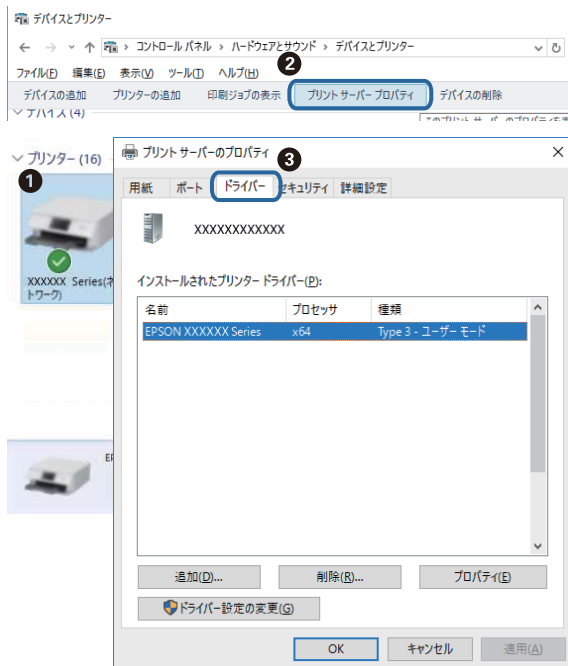 デバイスとプリンター
コントロール パネル › ハードウェアとサウンド › デバイスとプリンター
ファイル(F) 編集(E) 表示(V) ツール(T) ヘルプ(H)
2
デバイスの追加 プリンターの追加 印刷ジョブの表示 プリント サーバー プロパティ デバイスの削除
デバイス (4)
プリンター (16)
1
XXXXXX Series(ネ
トワーク)
プリント サーバーのプロパティ
3
用紙 ポート ドライバー セキュリティ 詳細設定
XXXXXXXXXXXX
インストールされたプリンター ドライバー(P):
名前 プロセッサ 種類
EPSON XXXXXX Series x64 Type 3 - ユーザー モード
追加(D)... 削除(R)... プロパティ(E)
ドライバー設定の変更(G)
OK キャンセル 適用(A)